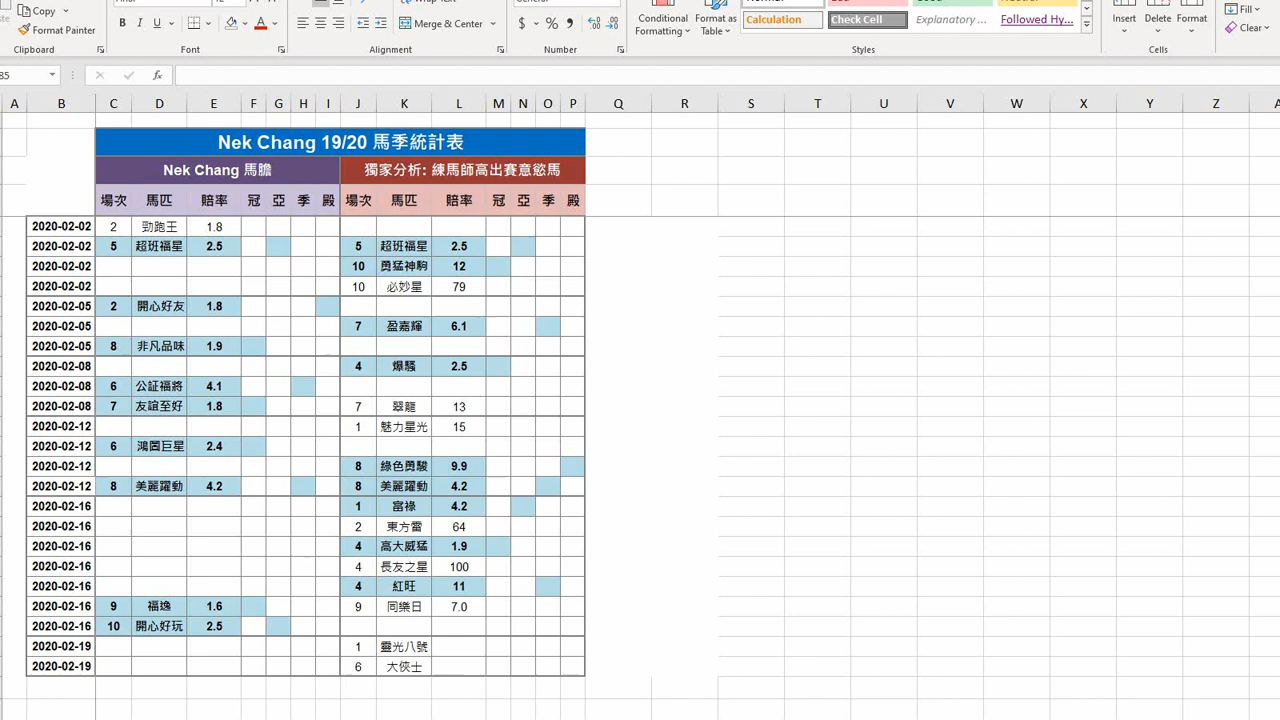 Copy
Format Painter
Clipboard
B I U A
Font
Merge & Center
Alignment
$ %
Number
Conditional Formatting
Format as Table
Calculation
Check Cell
Explanatory ...
Followed Hy...
Styles
Insert
Delete
Format
Cells
Fill
Clear
fx
A B C D E F G H I J K L M N O P Q R S T U V W X Y Z
Nek Chang 19/20 馬季統計表
Nek Chang 馬膽 獨家分析: 練馬師高出賽意慾馬
場次 馬匹 賠率 冠 亞 季 殿 場次 馬匹 賠率 冠 亞 季 殿
2020-02-02 2 勁跑王 1.8
2020-02-02 5 超班福星 2.5 5 超班福星 2.5
2020-02-02 10 勇猛神駒 12
2020-02-02 10 必妙星 79
2020-02-05 2 開心好友 1.8
2020-02-05 7 盈嘉輝 6.1
2020-02-05 8 非凡品味 1.9
2020-02-08 4 爆騷 2.5
2020-02-08 6 公証福將 4.1
2020-02-08 7 友誼至好 1.8 7 翠龍 13
2020-02-12 1 魅力星光 15
2020-02-12 6 鴻圖巨星 2.4
2020-02-12 8 綠色勇駿 9.9
2020-02-12 8 美麗躍動 4.2 8 美麗躍動 4.2
2020-02-16 1 富祿 4.2
2020-02-16 2 東方雷 64
2020-02-16 4 高大威猛 1.9
2020-02-16 4 長友之星 100
2020-02-16 4 紅旺 11
2020-02-16 9 福逸 1.6 9 同樂日 7.0
2020-02-16 10 開心好玩 2.5
2020-02-19 1 靈光八號
2020-02-19 6 大俠士